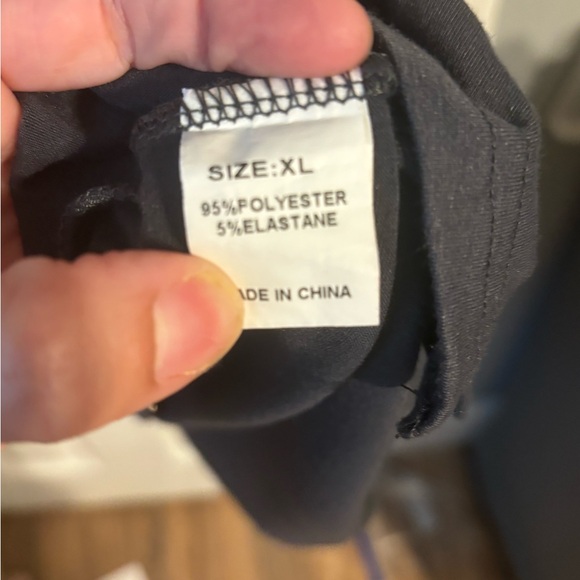 SIZE:XL
95%POLYESTER
5%ELASTANE
ADE IN CHINA